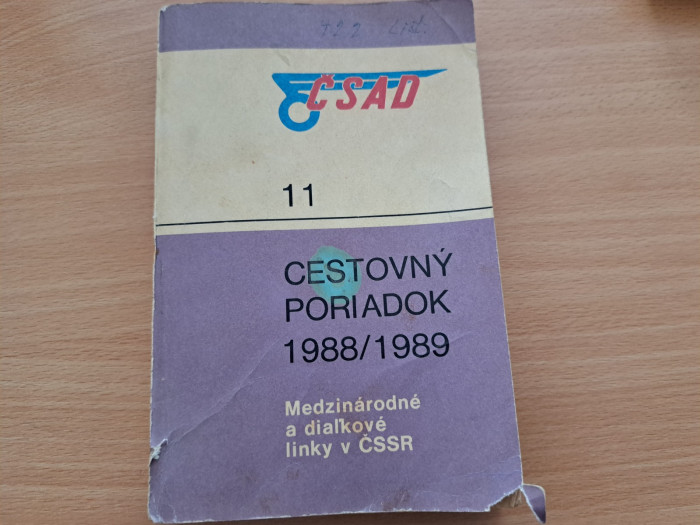 ČSAD
11
CESTOVNÝ
PORIADOK
1988/1989
Medzinárodné
a diaľkové
linky v ČSSR